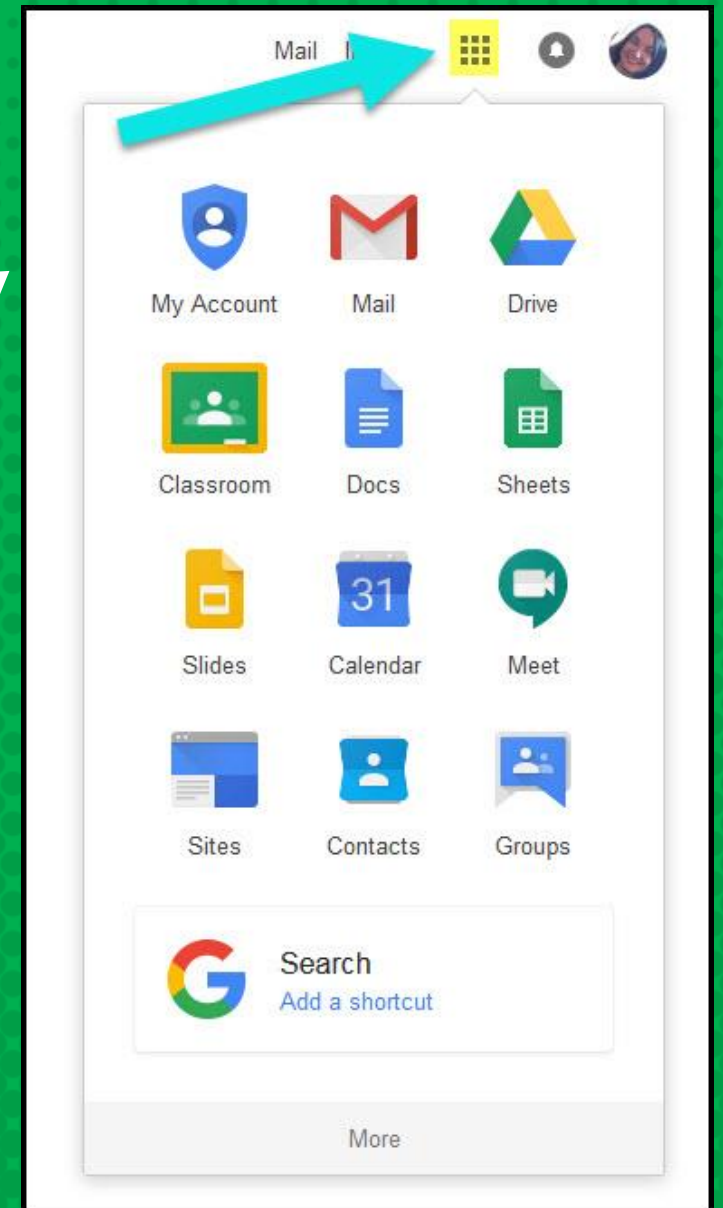 Mail
My Account Mail Drive
Classroom Docs Sheets
Slides 31 Calendar Meet
Sites Contacts Groups
Search
Add a shortcut
More